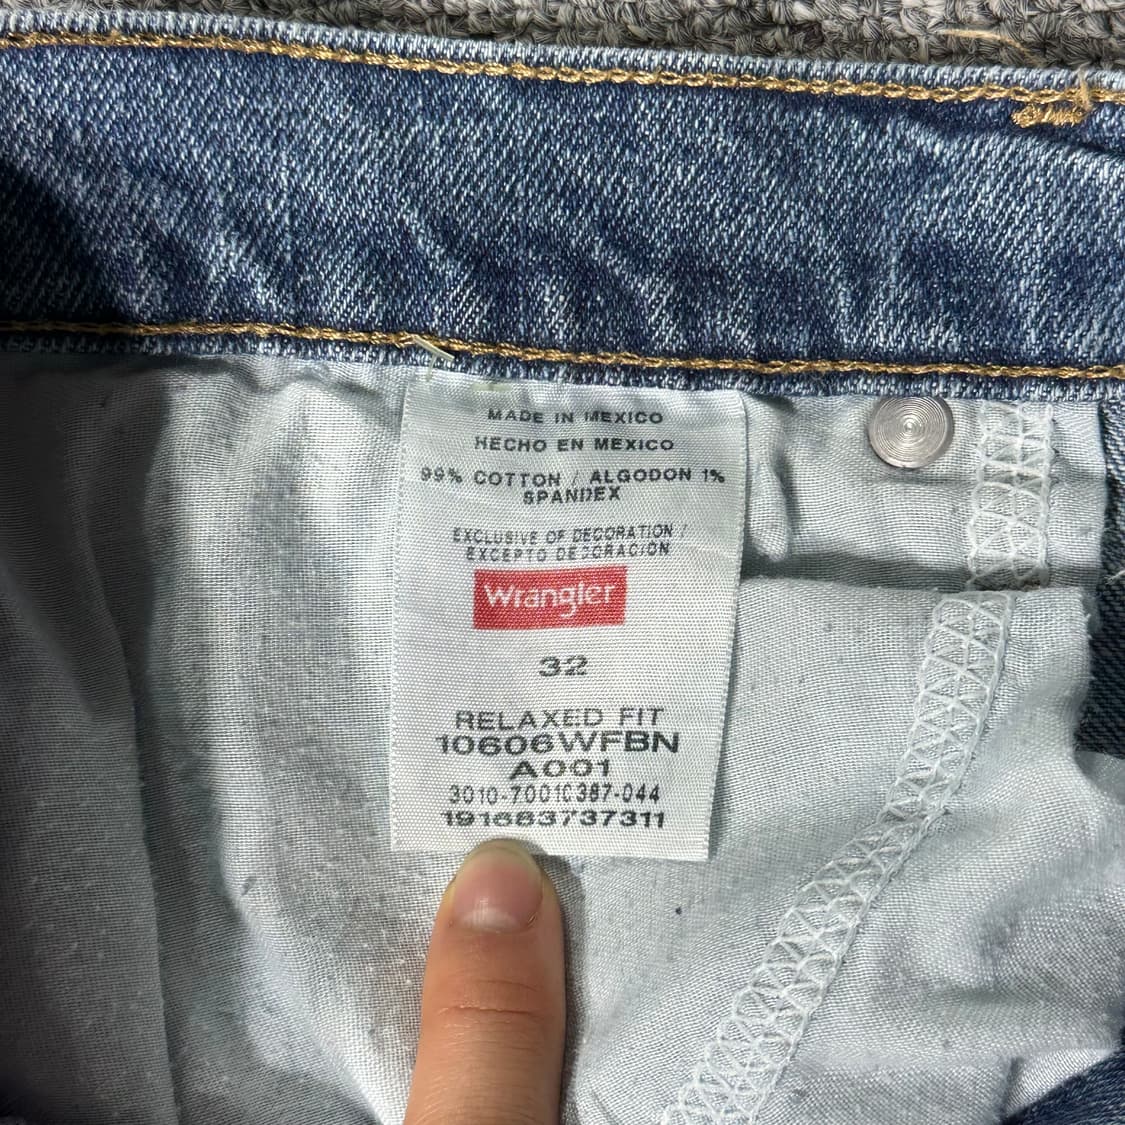 MADE IN MEXICO
HECHO EN MEXICO
99% COTTON / ALGODON 1%
SPANDEX
EXCLUSIVE OF DECORATION /
EXCEPTO DECORACION
Wrangler
32
RELAXED FIT
10606WFBN
A001
3010-70010387-044
191683737311